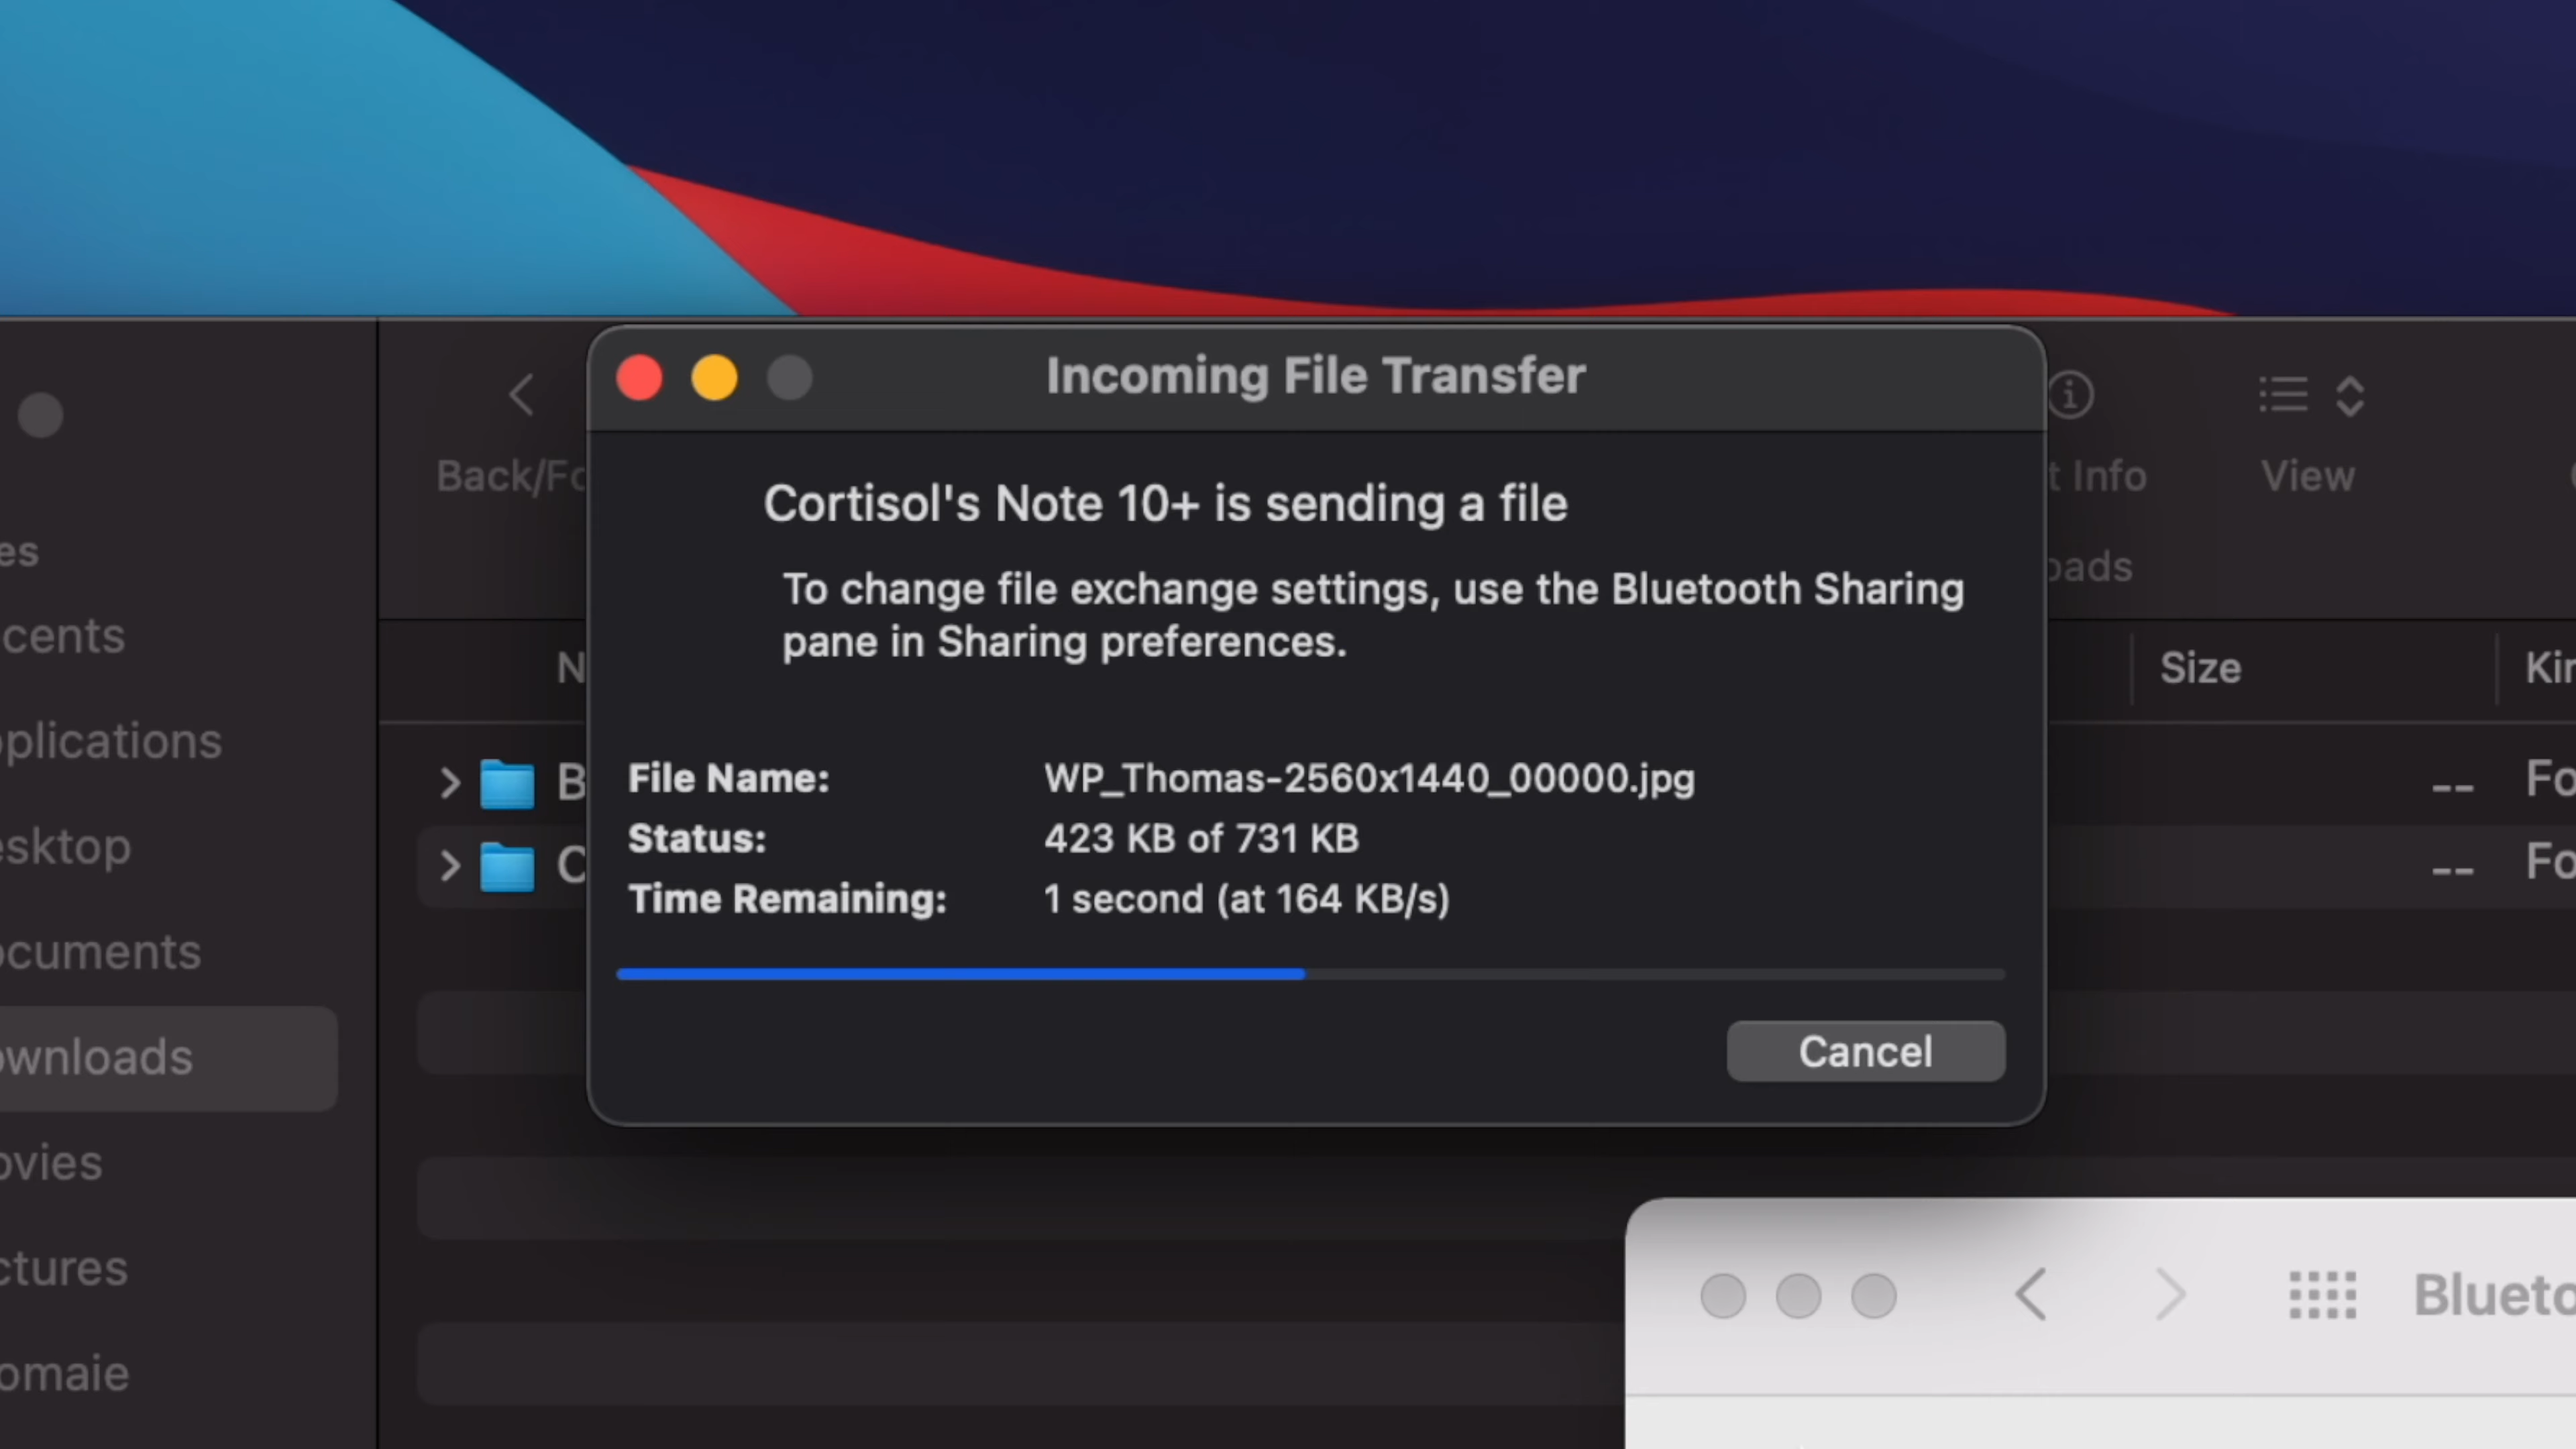 Incoming File Transfer
Cortisol's Note 10+ is sending a file
To change file exchange settings, use the Bluetooth Sharing
pane in Sharing preferences.
File Name: WP_Thomas-2560x1440_00000.jpg
Status: 423 KB of 731 KB
Time Remaining: 1 second (at 164 KB/s)
Cancel
Back/Fo
t Info
View
oads
es
cents
plications
esktop
ocuments
ownloads
ovies
ctures
omaie
N
Size
Kin
B
--
Fo
C
--
Fo
Blueto